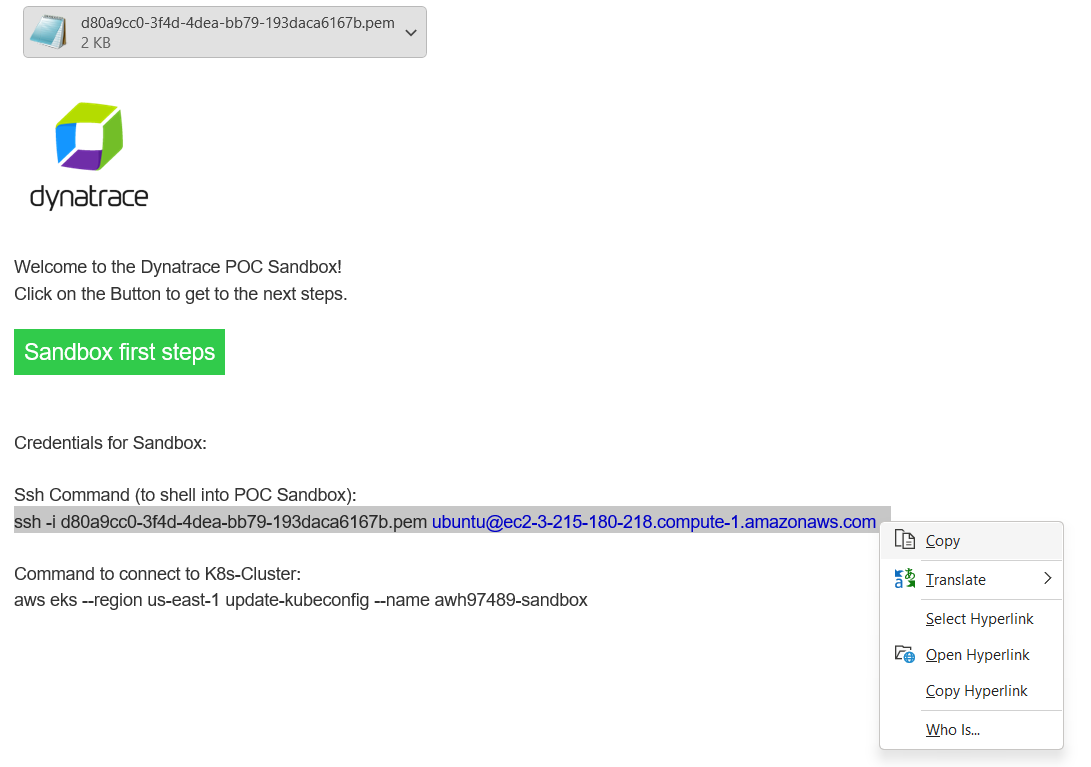 d80a9cc0-3f4d-4dea-bb79-193daca6167b.pem
2 KB
dynatrace
Welcome to the Dynatrace POC Sandbox!
Click on the Button to get to the next steps.
Sandbox first steps
Credentials for Sandbox:
Ssh Command (to shell into POC Sandbox):
ssh -i d80a9cc0-3f4d-4dea-bb79-193daca6167b.pem ubuntu@ec2-3-215-180-218.compute-1.amazonaws.com
Command to connect to K8s-Cluster:
aws eks --region us-east-1 update-kubeconfig --name awh97489-sandbox
Copy
Translate
Select Hyperlink
Open Hyperlink
Copy Hyperlink
Who Is...